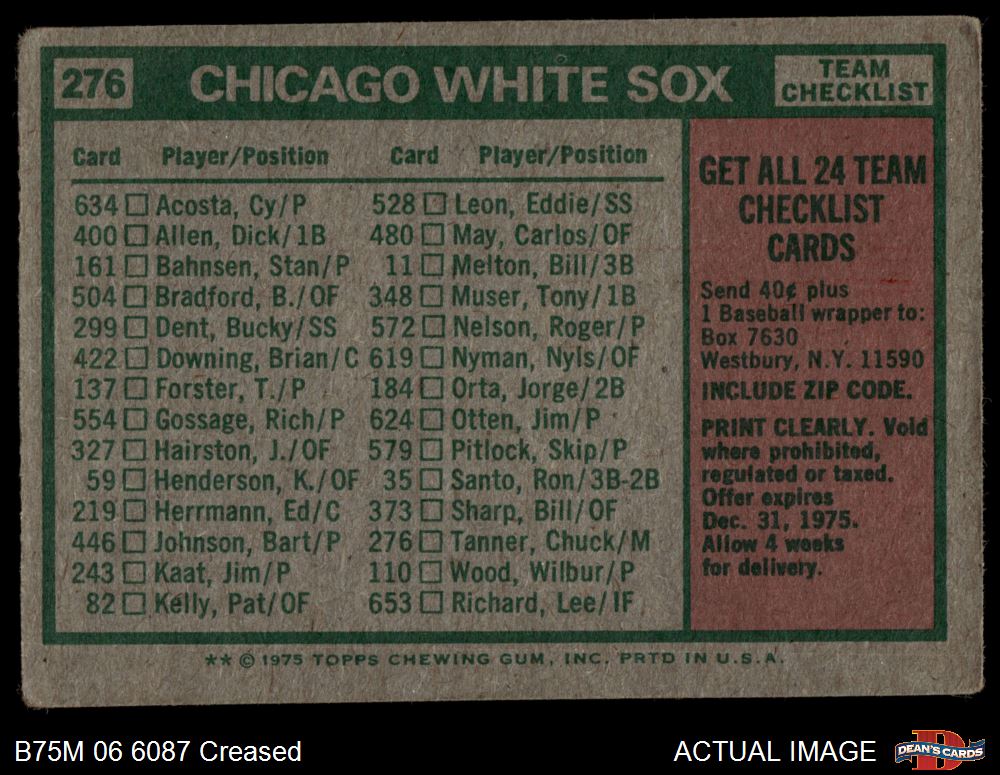 276 CHICAGO WHITE SOX TEAM CHECKLIST
Card Player/Position Card Player/Position
634 □ Acosta, Cy/P 528 □ Leon, Eddie/SS
400 □ Allen, Dick/1B 480 □ May, Carlos/OF
161 □ Bahnsen, Stan/P 11 □ Melton, Bill/3B
504 □ Bradford, B./OF 348 □ Muser, Tony/1B
299 □ Dent, Bucky/SS 572 □ Nelson, Roger/P
422 □ Downing, Brian/C 619 □ Nyman, Nyls/OF
137 □ Forster, T./P 184 □ Orta, Jorge/2B
554 □ Gossage, Rich/P 624 □ Otten, Jim/P
327 □ Hairston, J./OF 579 □ Pitlock, Skip/P
59 □ Henderson, K./OF 35 □ Santo, Ron/3B-2B
219 □ Herrmann, Ed/C 373 □ Sharp, Bill/OF
446 □ Johnson, Bart/P 276 □ Tanner, Chuck/M
243 □ Kaat, Jim/P 110 □ Wood, Wilbur/P
82 □ Kelly, Pat/OF 653 □ Richard, Lee/IF
GET ALL 24 TEAM
CHECKLIST
CARDS
Send 40¢ plus
1 Baseball wrapper to:
Box 7630
Westbury, N.Y. 11590
INCLUDE ZIP CODE.
PRINT CLEARLY. Void
where prohibited,
regulated or taxed.
Offer expires
Dec. 31, 1975.
Allow 4 weeks
for delivery.
** © 1975 TOPPS CHEWING GUM, INC. PRTD IN U.S.A.
B75M 06 6087 Creased ACTUAL IMAGE DEAN'S CARDS